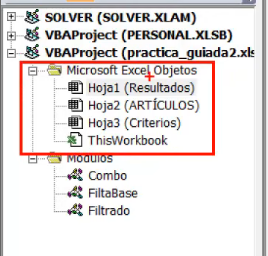 SOLVER (SOLVER.XLAM)
VBAProject (PERSONAL.XLSB)
VBAProject (practica_guiada2.xls
Microsoft Excel Objetos
Hoja1 (Resultados)
Hoja2 (ARTÍCULOS)
Hoja3 (Criterios)
ThisWorkbook
Módulos
Combo
FiltaBase
Filtrado